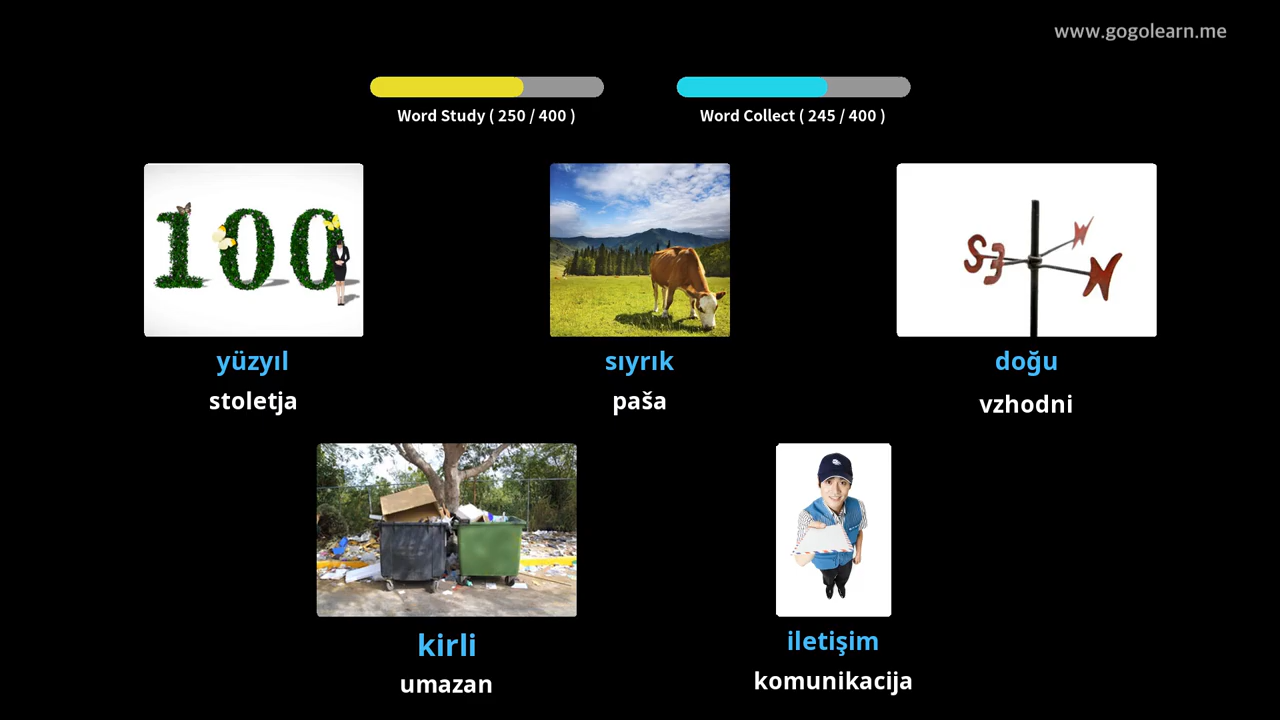 www.gogolearn.me
Word Study ( 250 / 400 )
Word Collect ( 245 / 400 )
100
yüzyıl
stoletja
sıyrık
paša
S E N W
doğu
vzhodni
kirli
umazan
iletişim
komunikacija